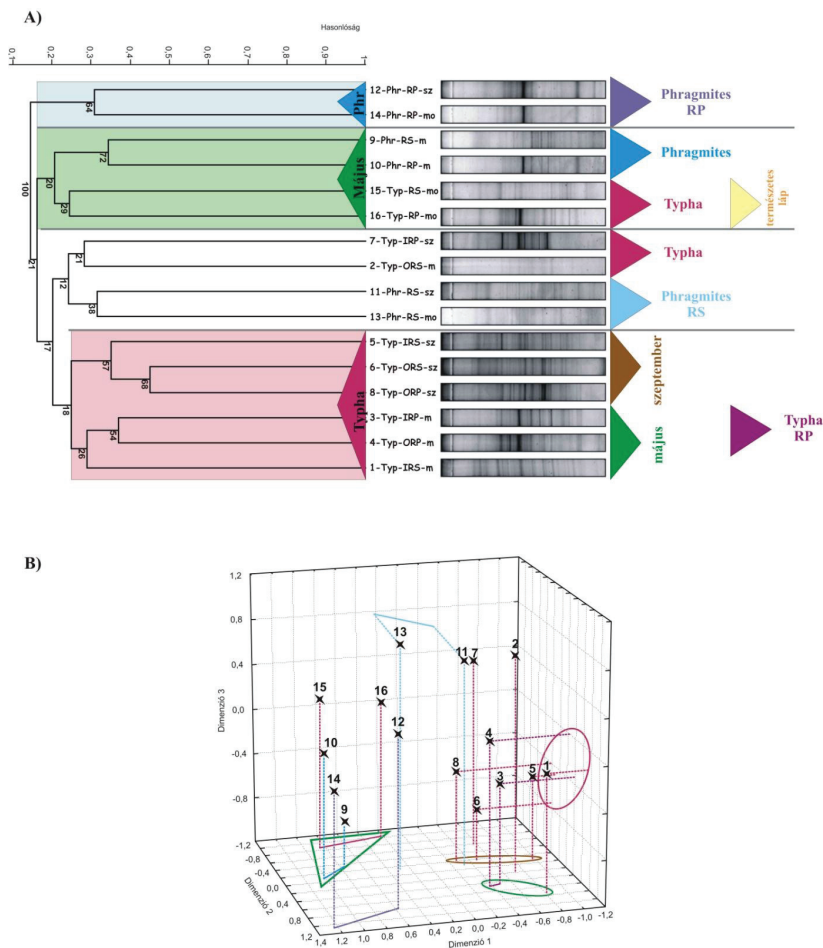 A)
Hasonlóság
0,1 0,2 0,3 0,4 0,5 0,6 0,7 0,8 0,9 1
12-Phr-RP-sz
14-Phr-RP-mo
9-Phr-RS-m
10-Phr-RP-m
15-Typ-RS-mo
16-Typ-RP-mo
7-Typ-IRP-sz
2-Typ-ORS-m
11-Phr-RS-sz
13-Phr-RS-mo
5-Typ-IRS-sz
6-Typ-ORS-sz
8-Typ-ORP-sz
3-Typ-IRP-m
4-Typ-ORP-m
1-Typ-IRS-m
Phr
Május
Typha
64
72
20
29
100
21
21
12
38
17
57
68
18
54
26
Phragmites
RP
Phragmites
Typha
természetes
láp
Typha
Phragmites
RS
szeptember
május
Typha
RP
B)
1,2
0,8
0,4
0,0
-0,4
-0,8
-1,2
Dimenzió 3
-0,8
-0,4
0,0
0,4
0,8
1,2
Dimenzió 2
1,4 1,2 1,0 0,8 0,6 0,4 0,2 0,0 -0,2 -0,4 -0,6 -0,8 -1,0 -1,2
Dimenzió 1
13
11
7
2
15
16
12
10
14
9
4
8
3
5
1
6